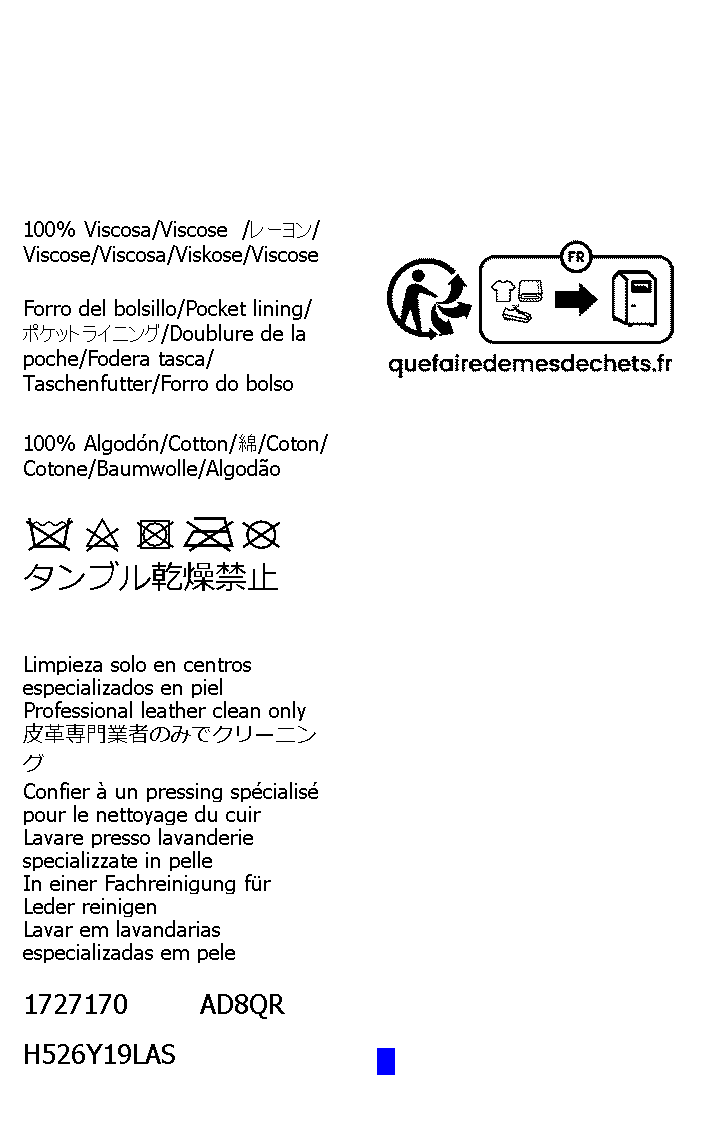 100% Viscosa/Viscose /レーヨン/
Viscose/Viscosa/Viskose/Viscose
Forro del bolsillo/Pocket lining/
ポケットライニング/Doublure de la
poche/Fodera tasca/
Taschenfutter/Forro do bolso
100% Algodón/Cotton/綿/Coton/
Cotone/Baumwolle/Algodão
タンブル乾燥禁止
Limpieza solo en centros
especializados en piel
Professional leather clean only
皮革専門業者のみでクリーニン
グ
Confier à un pressing spécialisé
pour le nettoyage du cuir
Lavare presso lavanderie
specializzate in pelle
In einer Fachreinigung für
Leder reinigen
Lavar em lavandarias
especializadas em pele
1727170 AD8QR
H526Y19LAS
FR
quefairedemesdechets.fr